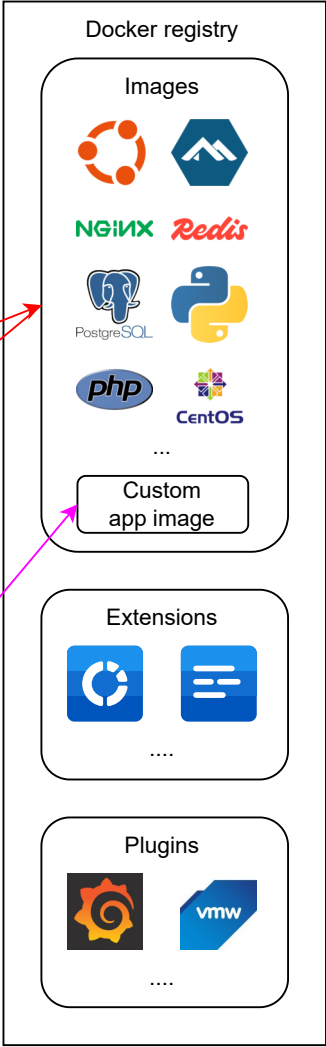 Docker registry
Images
NGINX
Redis
PostgreSQL
php
CentOS
...
Custom
app image
Extensions
....
Plugins
vmw
....